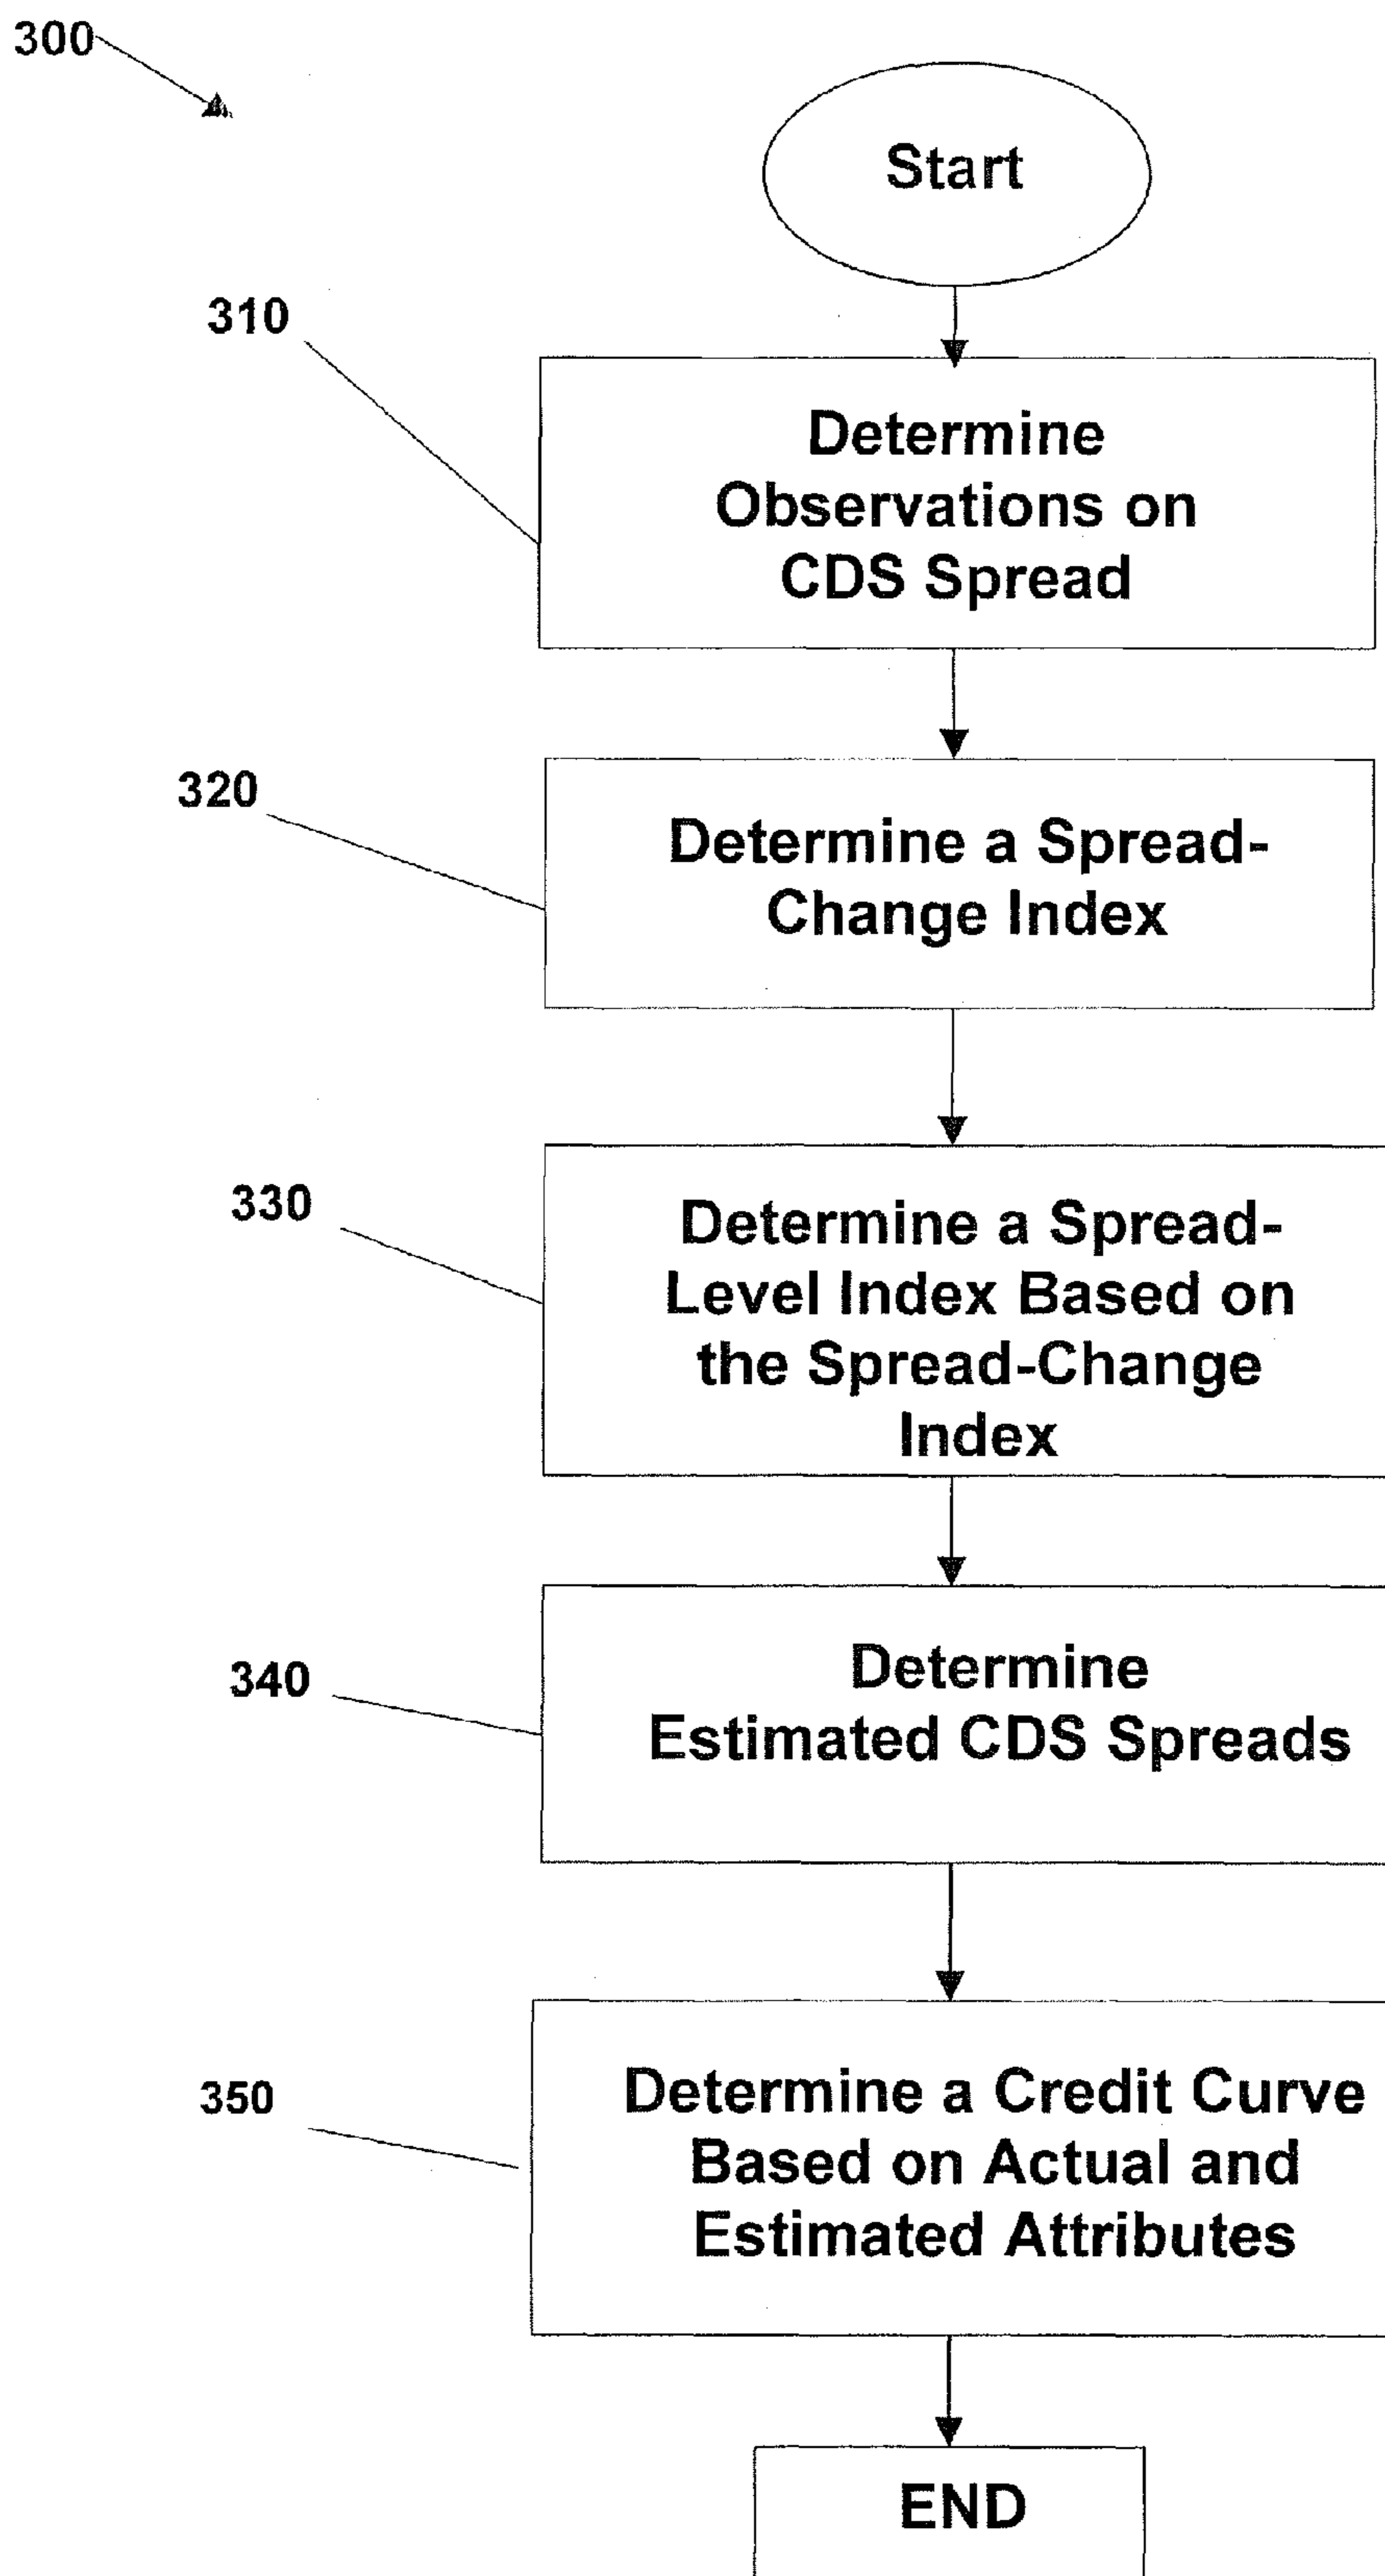 300
Start
310
Determine
Observations on
CDS Spread
320
Determine a Spread-
Change Index
330
Determine a Spread-
Level Index Based on
the Spread-Change
Index
340
Determine
Estimated CDS Spreads
350
Determine a Credit Curve
Based on Actual and
Estimated Attributes
END